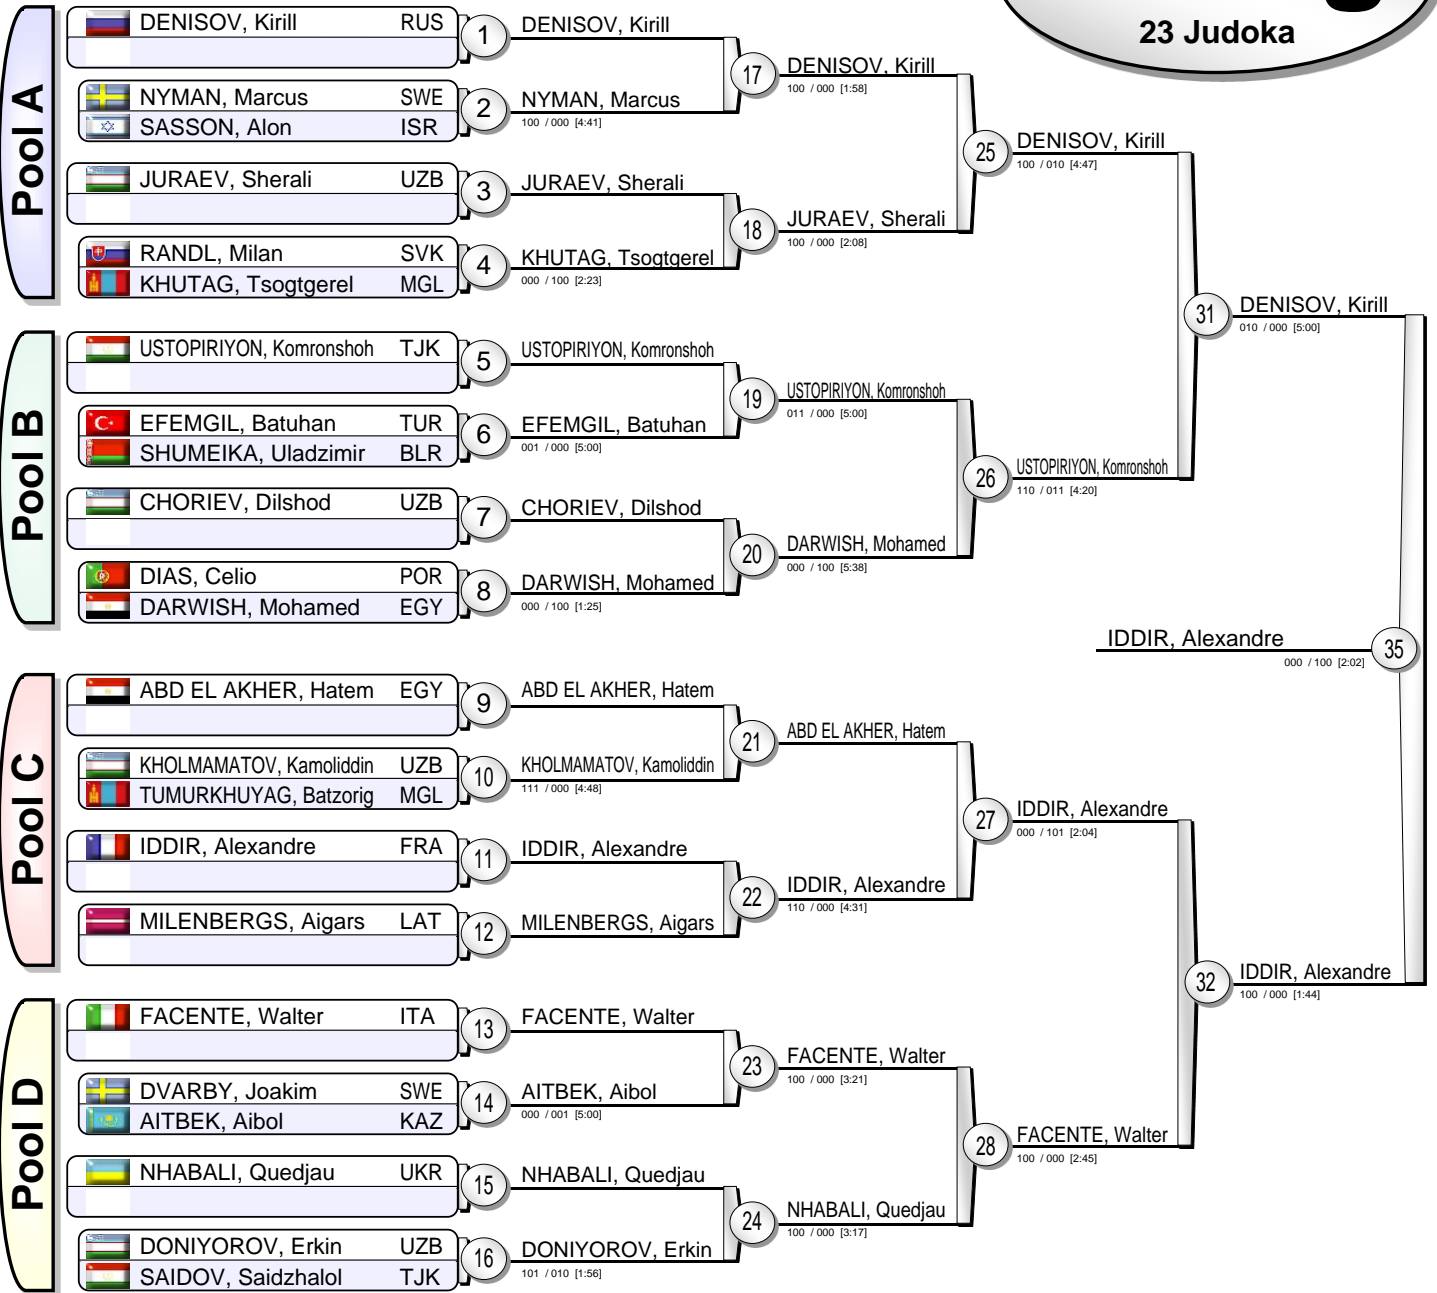 23 Judoka
Pool A
DENISOV, Kirill RUS
1
DENISOV, Kirill
NYMAN, Marcus SWE
SASSON, Alon ISR
2
NYMAN, Marcus
100 / 000 [4:41]
17
DENISOV, Kirill
100 / 000 [1:58]
JURAEV, Sherali UZB
3
JURAEV, Sherali
RANDL, Milan SVK
KHUTAG, Tsogtgerel MGL
4
KHUTAG, Tsogtgerel
000 / 100 [2:23]
18
JURAEV, Sherali
100 / 000 [2:08]
25
DENISOV, Kirill
100 / 010 [4:47]
Pool B
USTOPIRIYON, Komronshoh TJK
5
USTOPIRIYON, Komronshoh
EFEMGIL, Batuhan TUR
SHUMEIKA, Uladzimir BLR
6
EFEMGIL, Batuhan
001 / 000 [5:00]
19
USTOPIRIYON, Komronshoh
011 / 000 [5:00]
CHORIEV, Dilshod UZB
7
CHORIEV, Dilshod
DIAS, Celio POR
DARWISH, Mohamed EGY
8
DARWISH, Mohamed
000 / 100 [1:25]
20
DARWISH, Mohamed
000 / 100 [5:38]
26
USTOPIRIYON, Komronshoh
110 / 011 [4:20]
31
DENISOV, Kirill
010 / 000 [5:00]
Pool C
ABD EL AKHER, Hatem EGY
9
ABD EL AKHER, Hatem
KHOLMAMATOV, Kamoliddin UZB
TUMURKHUYAG, Batzorig MGL
10
KHOLMAMATOV, Kamoliddin
111 / 000 [4:48]
21
ABD EL AKHER, Hatem
IDDIR, Alexandre FRA
11
IDDIR, Alexandre
MILENBERGS, Aigars LAT
12
MILENBERGS, Aigars
22
IDDIR, Alexandre
110 / 000 [4:31]
27
IDDIR, Alexandre
000 / 101 [2:04]
Pool D
FACENTE, Walter ITA
13
FACENTE, Walter
DVARBY, Joakim SWE
AITBEK, Aibol KAZ
14
AITBEK, Aibol
000 / 001 [5:00]
23
FACENTE, Walter
100 / 000 [3:21]
NHABALI, Quedjau UKR
15
NHABALI, Quedjau
DONIYOROV, Erkin UZB
SAIDOV, Saidzhalol TJK
16
DONIYOROV, Erkin
101 / 010 [1:56]
24
NHABALI, Quedjau
100 / 000 [3:17]
28
FACENTE, Walter
100 / 000 [2:45]
32
IDDIR, Alexandre
100 / 000 [1:44]
IDDIR, Alexandre
35
000 / 100 [2:02]